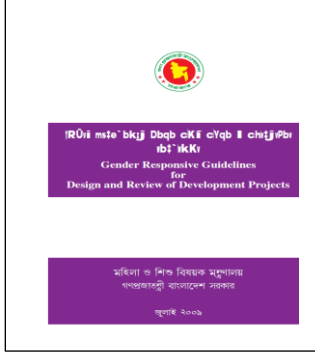 Gender Responsive Guidelines
for
Design and Review of Development Projects
মহিলা ও শিশু বিষয়ক মন্ত্রণালয়
গণপ্রজাতন্ত্রী বাংলাদেশ সরকার
জুলাই ২০০৯